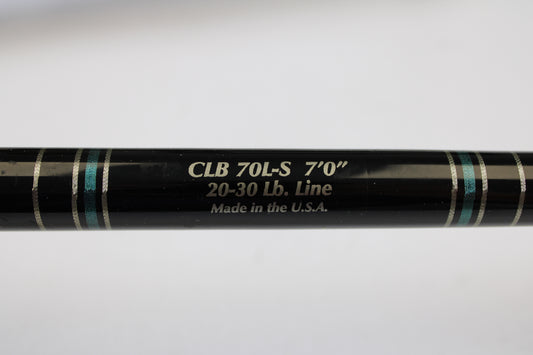 CLB 70L-S 7'0"
20-30 Lb. Line
Made in the U.S.A.